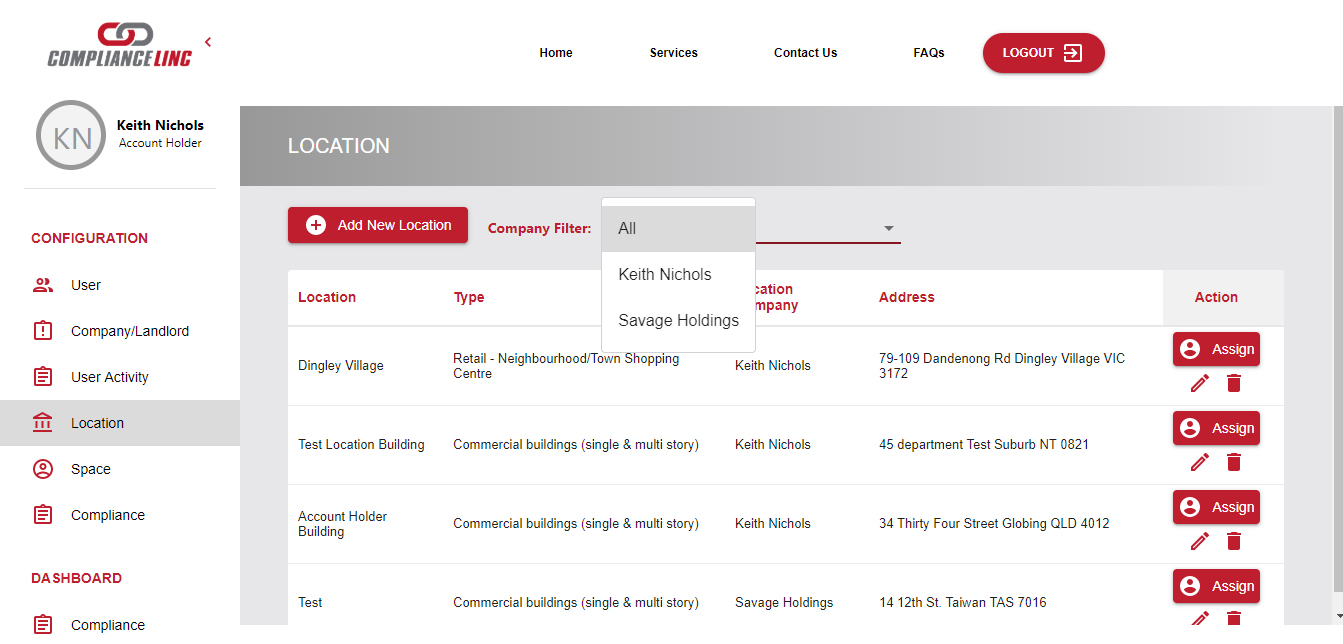 COMPLIANCELINC
Home
Services
Contact Us
FAQs
LOGOUT
KN
Keith Nichols
Account Holder
CONFIGURATION
User
Company/Landlord
User Activity
Location
Space
Compliance
DASHBOARD
Compliance
LOCATION
Add New Location
Company Filter:
All
Keith Nichols
Savage Holdings
Location
Type
cation
mpany
Address
Action
Dingley Village
Retail - Neighbourhood/Town Shopping
Centre
Keith Nichols
79-109 Dandenong Rd Dingley Village VIC
3172
Assign
Test Location Building
Commercial buildings (single & multi story)
Keith Nichols
45 department Test Suburb NT 0821
Assign
Account Holder
Building
Commercial buildings (single & multi story)
Keith Nichols
34 Thirty Four Street Globing QLD 4012
Assign
Test
Commercial buildings (single & multi story)
Savage Holdings
14 12th St. Taiwan TAS 7016
Assign